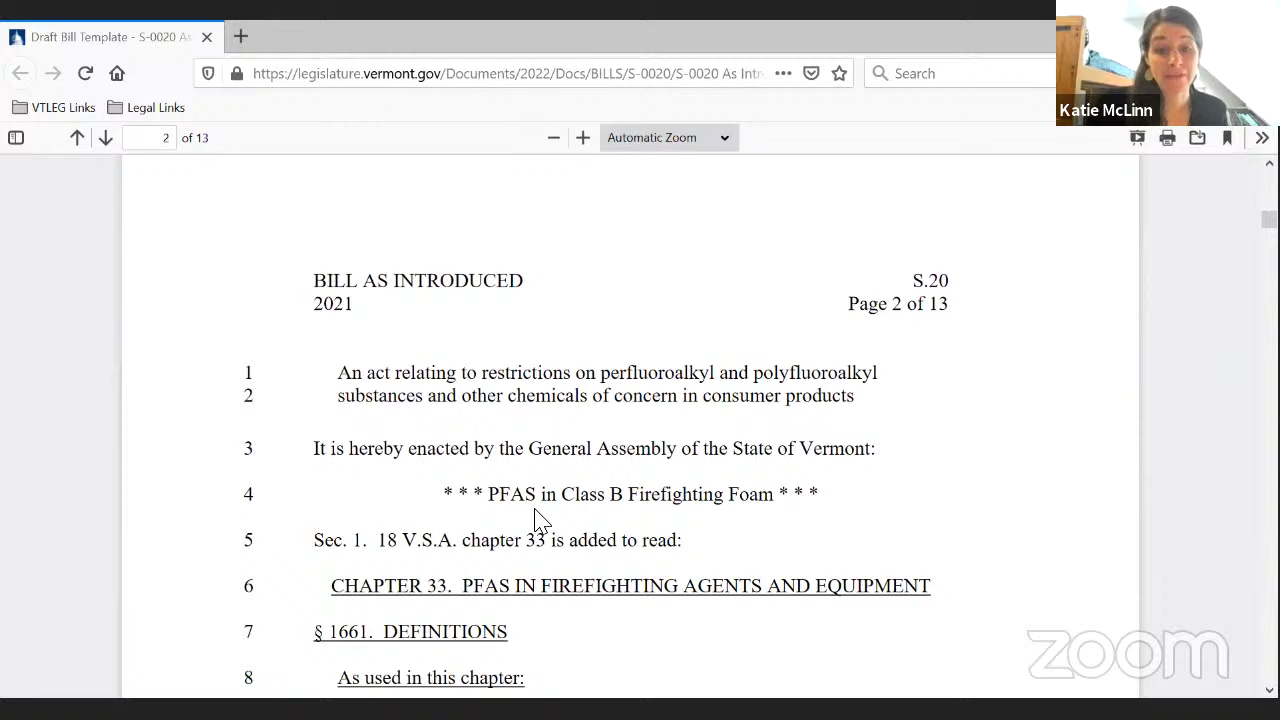 Draft Bill Template - S-0020 As
https://legislature.vermont.gov/Documents/2022/Docs/BILLS/S-0020/S-0020 As Intr
Search
Katie McLinn
VTLEG Links Legal Links
2 of 13
Automatic Zoom
BILL AS INTRODUCED S.20
2021 Page 2 of 13
1 An act relating to restrictions on perfluoroalkyl and polyfluoroalkyl
2 substances and other chemicals of concern in consumer products
3 It is hereby enacted by the General Assembly of the State of Vermont:
4 * * * PFAS in Class B Firefighting Foam * * *
5 Sec. 1. 18 V.S.A. chapter 33 is added to read:
6 CHAPTER 33. PFAS IN FIREFIGHTING AGENTS AND EQUIPMENT
7 § 1661. DEFINITIONS
8 As used in this chapter:
zoom